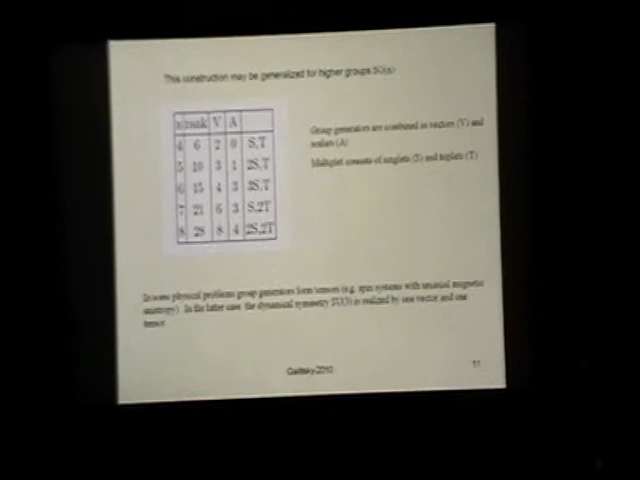 This construction may be generalized for higher groups SO(n)
n rank V A
4 6 2 0 S,T
5 10 3 1 2S,T
6 15 4 3 3S,T
7 21 6 3 S,2T
8 28 8 4 2S,2T
Group generators are combined in vectors (V) and
scalars (A)
Multiplet consists of singlets (S) and triplets (T)
In some physical problems group generators form tensors (e.g. spin systems with unusual magnetic
anisotropy) In the latter case the dynamical symmetry SU(3) is realized by one vector and one
tensor
Galitsky-2010
11